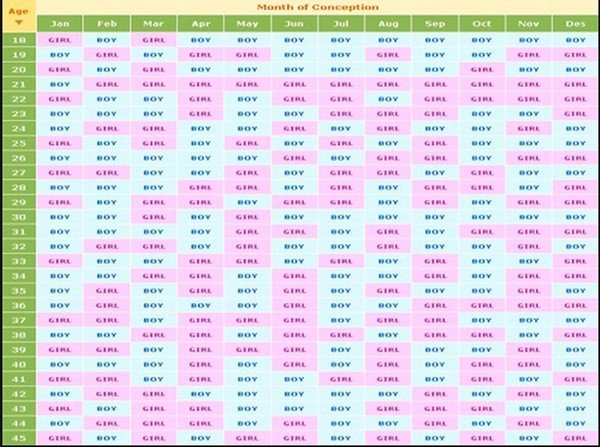 Age Month of Conception
Jan Feb Mar Apr May Jun Jul Aug Sep Oct Nov Des
18 GIRL BOY GIRL BOY BOY BOY BOY BOY BOY BOY BOY BOY
19 BOY GIRL BOY GIRL GIRL BOY BOY GIRL BOY BOY GIRL GIRL
20 GIRL BOY GIRL BOY BOY BOY BOY BOY BOY GIRL BOY BOY
21 BOY GIRL GIRL GIRL GIRL GIRL GIRL GIRL GIRL GIRL GIRL GIRL
22 GIRL BOY BOY GIRL BOY GIRL GIRL BOY GIRL GIRL GIRL GIRL
23 BOY BOY BOY GIRL BOY BOY GIRL GIRL GIRL BOY BOY GIRL
24 BOY GIRL GIRL BOY BOY GIRL BOY GIRL BOY BOY GIRL BOY
25 GIRL BOY GIRL BOY GIRL BOY GIRL BOY GIRL BOY BOY BOY
26 BOY BOY BOY BOY BOY GIRL BOY GIRL GIRL BOY GIRL GIRL
27 GIRL GIRL BOY BOY GIRL BOY GIRL GIRL BOY GIRL BOY BOY
28 BOY BOY BOY GIRL GIRL BOY GIRL BOY GIRL GIRL BOY GIRL
29 GIRL BOY GIRL GIRL BOY GIRL GIRL BOY GIRL BOY GIRL GIRL
30 BOY BOY GIRL BOY GIRL BOY BOY BOY BOY BOY BOY BOY
31 BOY BOY BOY BOY GIRL GIRL BOY GIRL BOY GIRL GIRL GIRL
32 BOY GIRL GIRL BOY GIRL BOY BOY GIRL BOY BOY GIRL BOY
33 GIRL BOY BOY GIRL GIRL BOY GIRL BOY GIRL BOY BOY GIRL
34 BOY BOY GIRL GIRL BOY GIRL BOY BOY GIRL BOY GIRL GIRL
35 BOY GIRL BOY GIRL BOY GIRL BOY GIRL BOY BOY GIRL BOY
36 BOY GIRL BOY BOY BOY GIRL BOY BOY GIRL GIRL GIRL GIRL
37 GIRL GIRL BOY GIRL GIRL GIRL BOY GIRL GIRL BOY BOY BOY
38 BOY BOY GIRL GIRL BOY GIRL GIRL BOY GIRL GIRL BOY GIRL
39 GIRL GIRL BOY GIRL GIRL GIRL BOY GIRL BOY BOY GIRL BOY
40 BOY BOY BOY GIRL BOY GIRL BOY BOY GIRL BOY GIRL BOY
41 GIRL GIRL BOY GIRL BOY BOY GIRL GIRL BOY GIRL BOY GIRL
42 BOY GIRL GIRL BOY BOY BOY BOY BOY GIRL BOY GIRL BOY
43 GIRL BOY GIRL GIRL BOY BOY BOY GIRL GIRL GIRL BOY BOY
44 BOY GIRL GIRL GIRL BOY GIRL BOY BOY GIRL BOY GIRL BOY
45 GIRL BOY GIRL BOY GIRL GIRL BOY GIRL BOY GIRL BOY GIRL